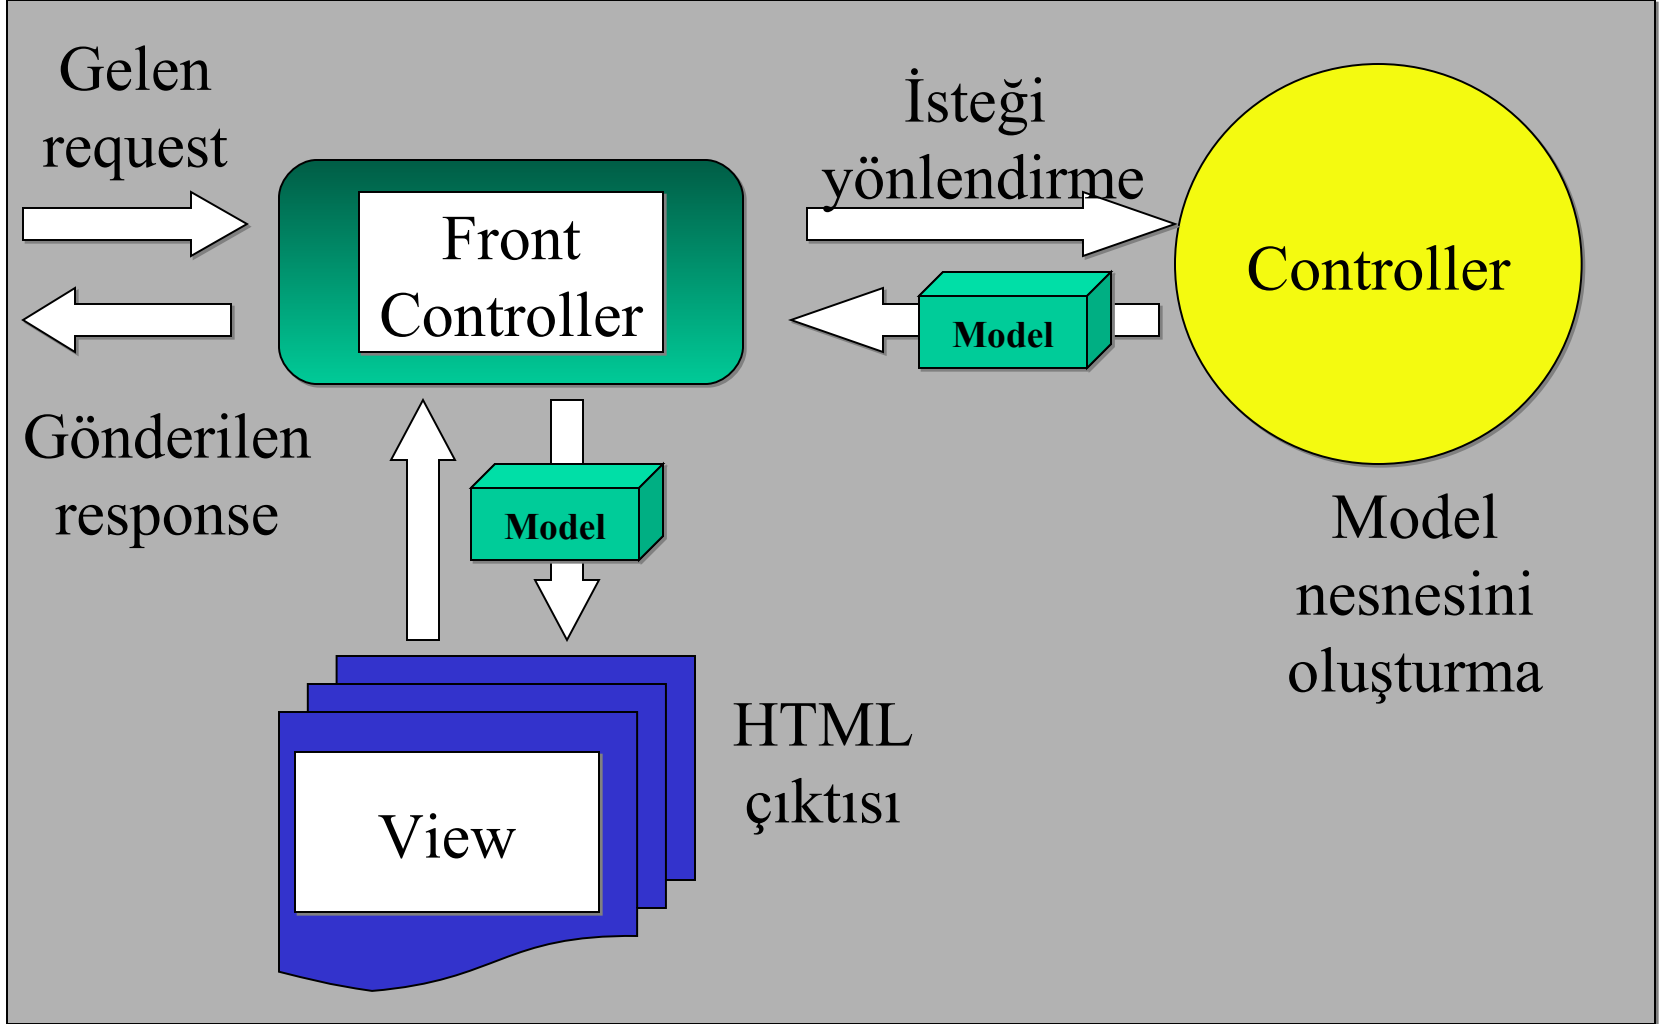 Gelen
request
İsteği
yönlendirme
Front
Controller
Controller
Model
Gönderilen
response
Model
Model
nesnesini
oluşturma
HTML
çıktısı
View